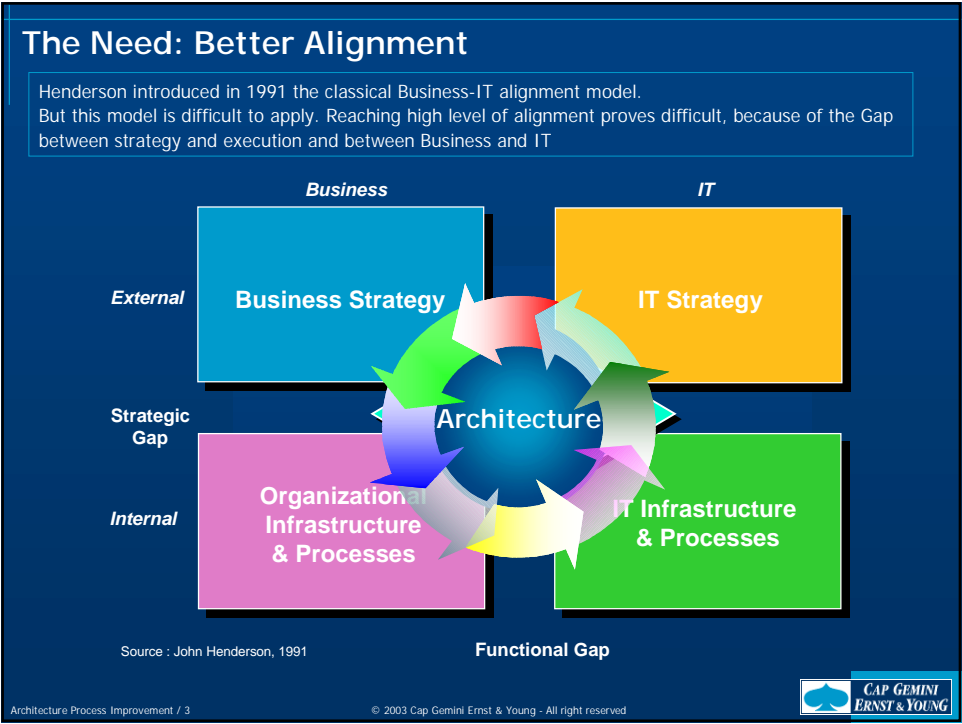 The Need: Better Alignment
Henderson introduced in 1991 the classical Business-IT alignment model.
But this model is difficult to apply. Reaching high level of alignment proves difficult, because of the Gap
between strategy and execution and between Business and IT
Business
IT
External
Business Strategy
IT Strategy
Strategic
Gap
Architecture
Internal
Organizational
Infrastructure
& Processes
IT Infrastructure
& Processes
Source : John Henderson, 1991
Functional Gap
Architecture Process Improvement / 3
© 2003 Cap Gemini Ernst & Young - All right reserved
CAP GEMINI
ERNST & YOUNG